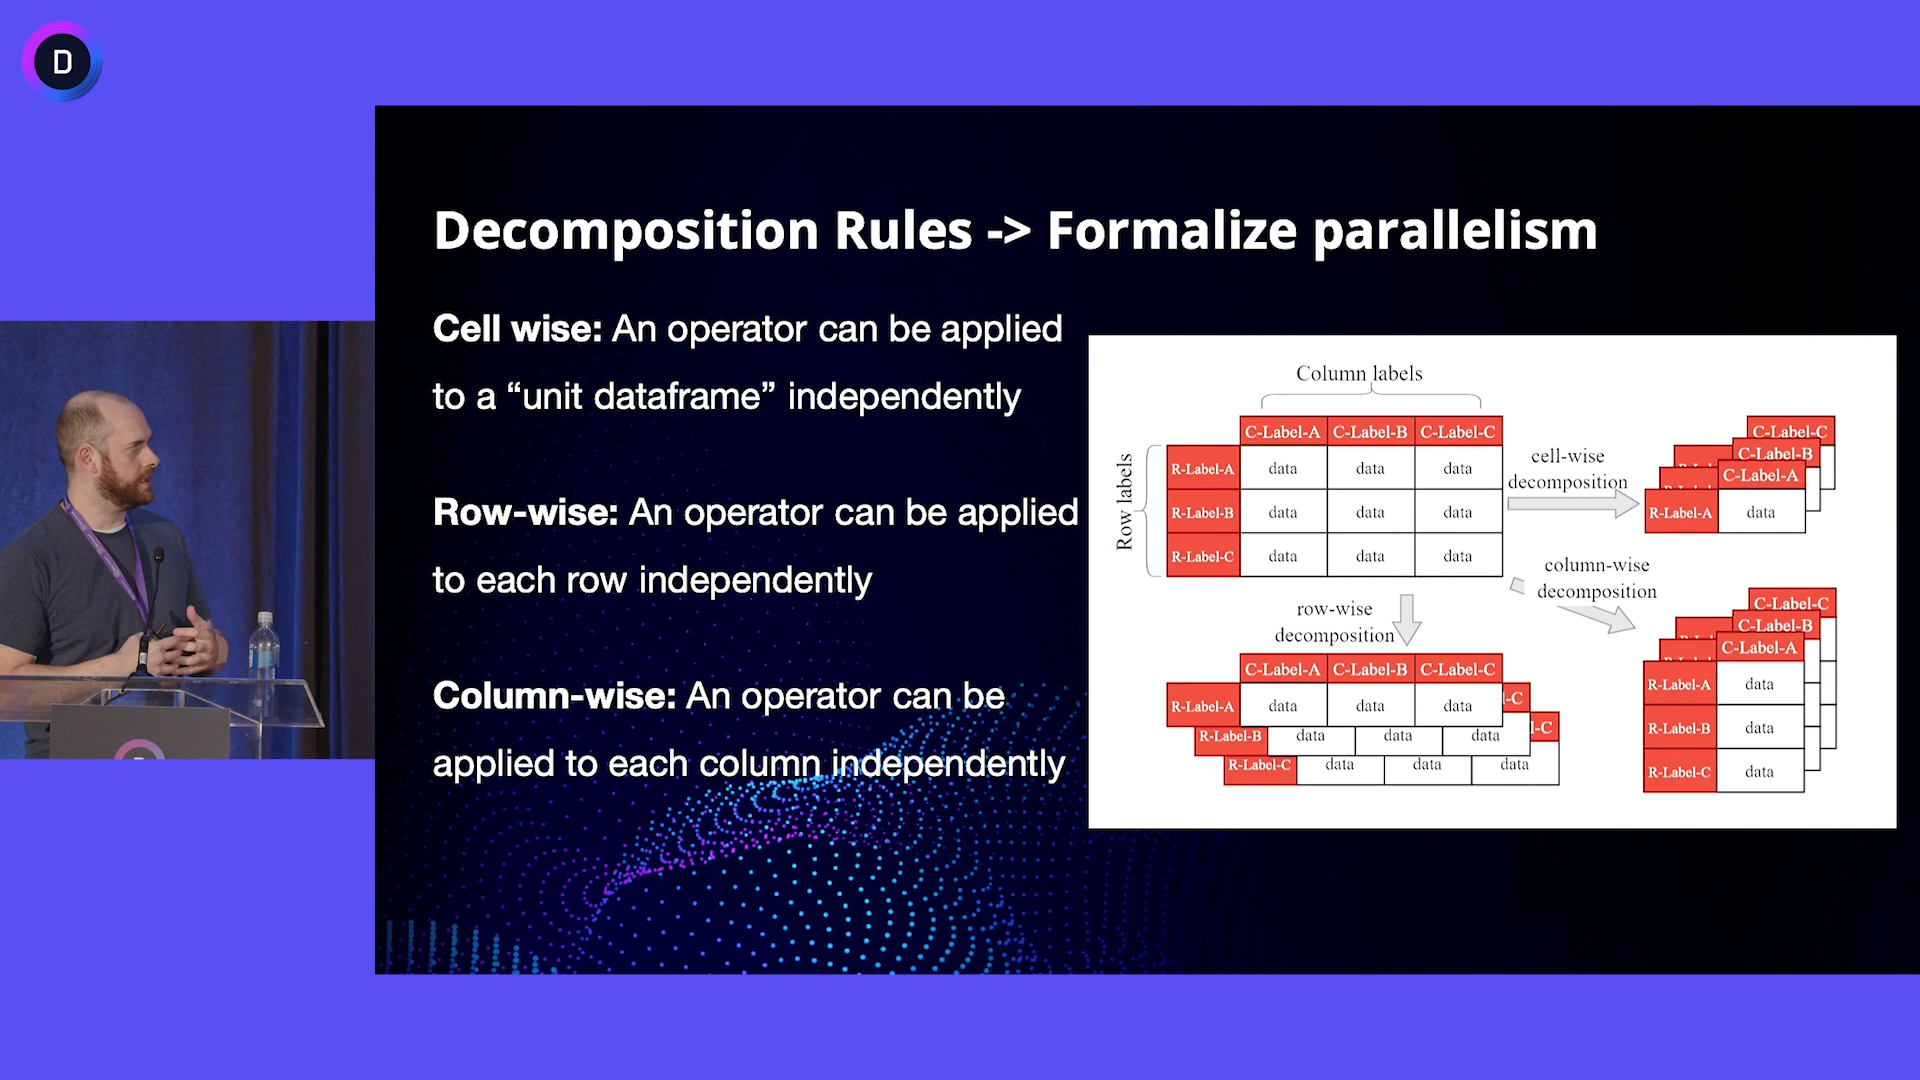 D
Decomposition Rules -> Formalize parallelism
Cell wise: An operator can be applied
to a “unit dataframe” independently
Row-wise: An operator can be applied
to each row independently
Column-wise: An operator can be
applied to each column independently
Column labels
Row labels
C-Label-A C-Label-B C-Label-C
R-Label-A data data data
R-Label-B data data data
R-Label-C data data data
cell-wise
decomposition
C-Label-C
C-Label-B
C-Label-A
R-Label-A data
column-wise
decomposition
C-Label-C
C-Label-B
C-Label-A
R-Label-A data
R-Label-B data
R-Label-C data
row-wise
decomposition
C-Label-A C-Label-B C-Label-C
R-Label-A data data data
-C
R-Label-B data data data
l-C
R-Label-C data data data